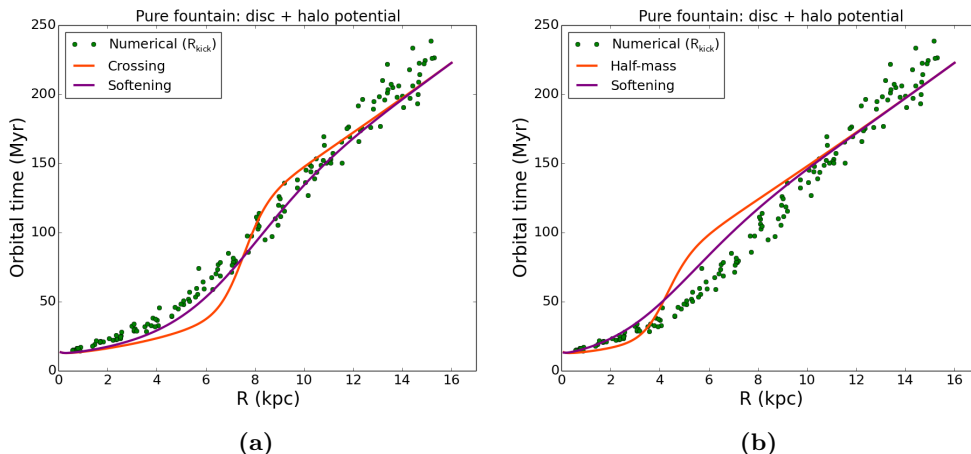 Pure fountain: disc + halo potential
250
200
150
100
50
0
0 2 4 6 8 10 12 14 16
Orbital time (Myr)
R (kpc)
Numerical (R_kick)
Crossing
Softening
(a)
Pure fountain: disc + halo potential
250
200
150
100
50
0
0 2 4 6 8 10 12 14 16
Orbital time (Myr)
R (kpc)
Numerical (R_kick)
Half-mass
Softening
(b)